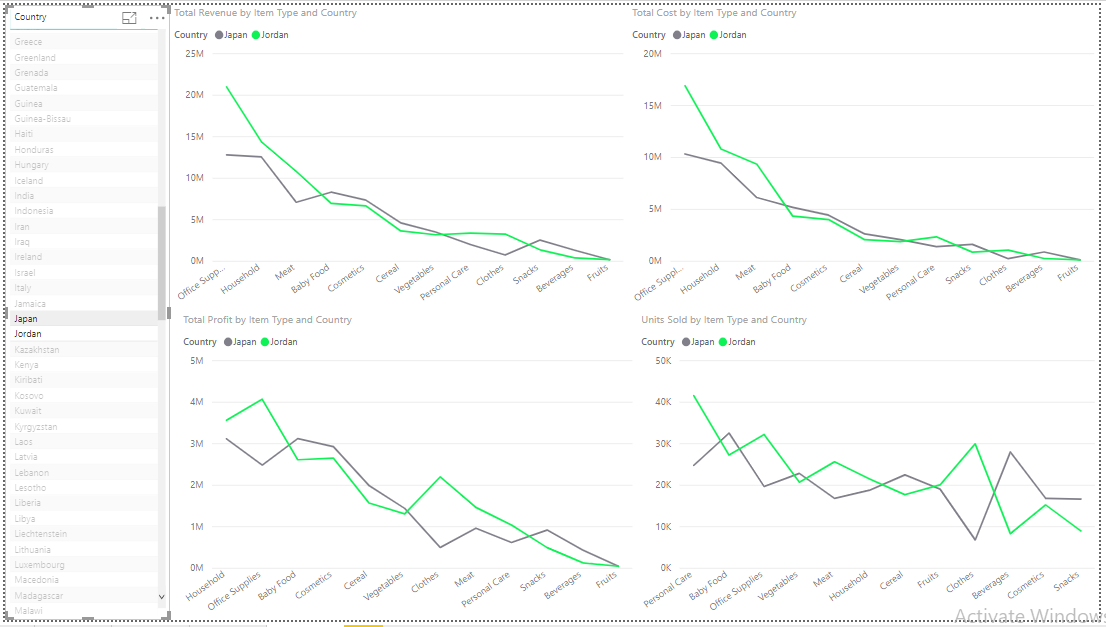 Country
Greece
Greenland
Grenada
Guatemala
Guinea
Guinea-Bissau
Haiti
Honduras
Hungary
Iceland
India
Indonesia
Iran
Iraq
Ireland
Israel
Italy
Jamaica
Japan
Jordan
Kazakhstan
Kenya
Kiribati
Kosovo
Kuwait
Kyrgyzstan
Laos
Latvia
Lebanon
Lesotho
Liberia
Libya
Liechtenstein
Lithuania
Luxembourg
Macedonia
Madagascar
Malawi
Total Revenue by Item Type and Country
Country Japan Jordan
25M
20M
15M
10M
5M
0M
Office Supp...
Household
Meat
Baby Food
Cosmetics
Cereal
Vegetables
Personal Care
Clothes
Snacks
Beverages
Fruits
Total Cost by Item Type and Country
Country Japan Jordan
20M
15M
10M
5M
0M
Office Suppl...
Household
Meat
Baby Food
Cosmetics
Cereal
Vegetables
Personal Care
Snacks
Clothes
Beverages
Fruits
Total Profit by Item Type and Country
Country Japan Jordan
5M
4M
3M
2M
1M
0M
Household
Office Supplies
Baby Food
Cosmetics
Cereal
Vegetables
Clothes
Meat
Personal Care
Snacks
Beverages
Fruits
Units Sold by Item Type and Country
Country Japan Jordan
50K
40K
30K
20K
10K
0K
Personal Care
Baby Food
Office Supplies
Vegetables
Meat
Household
Cereal
Fruits
Clothes
Beverages
Cosmetics
Snacks
Activate Windows